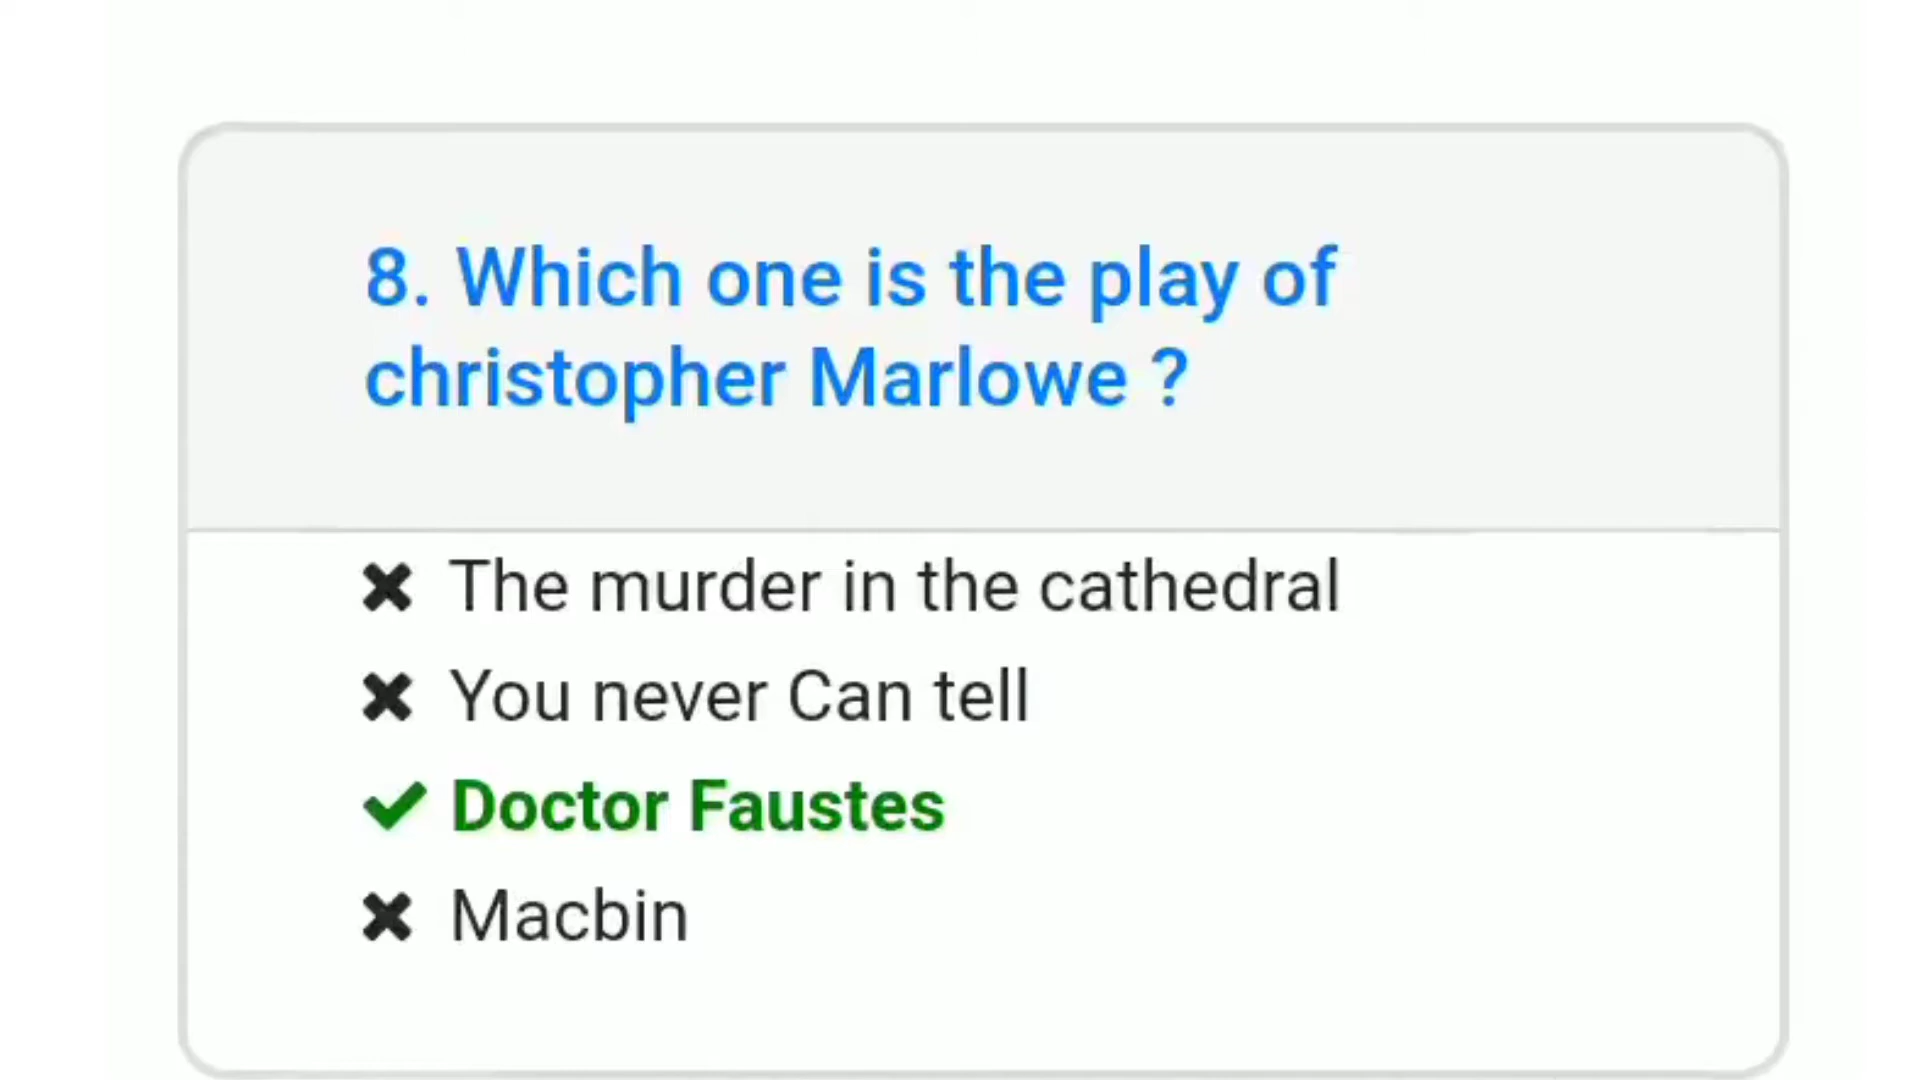 8. Which one is the play of
christopher Marlowe ?
The murder in the cathedral
You never Can tell
Doctor Faustes
Macbin